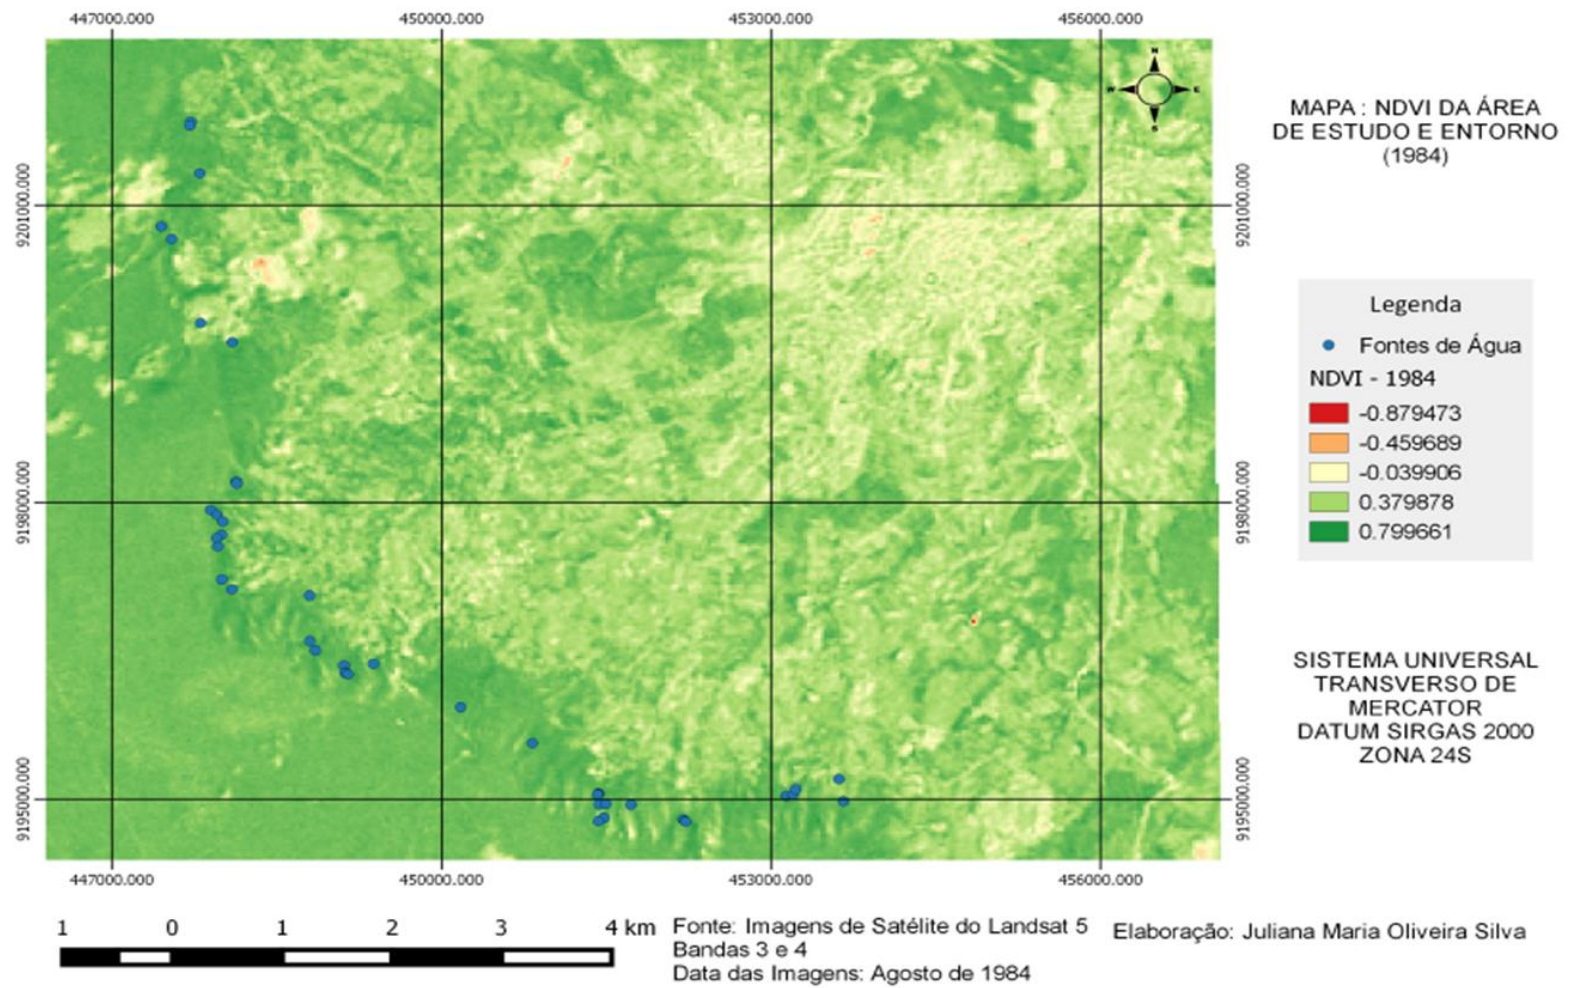 447000.000 450000.000 453000.000 456000.000
N
W E
S
9201000.000 9201000.000
9198000.000 9198000.000
9195000.000 9195000.000
447000.000 450000.000 453000.000 456000.000
MAPA : NDVI DA ÁREA
DE ESTUDO E ENTORNO
(1984)
Legenda
Fontes de Água
NDVI - 1984
-0.879473
-0.459689
-0.039906
0.379878
0.799661
SISTEMA UNIVERSAL
TRANSVERSO DE
MERCATOR
DATUM SIRGAS 2000
ZONA 24S
1 0 1 2 3 4 km
Fonte: Imagens de Satélite do Landsat 5
Bandas 3 e 4
Data das Imagens: Agosto de 1984
Elaboração: Juliana Maria Oliveira Silva